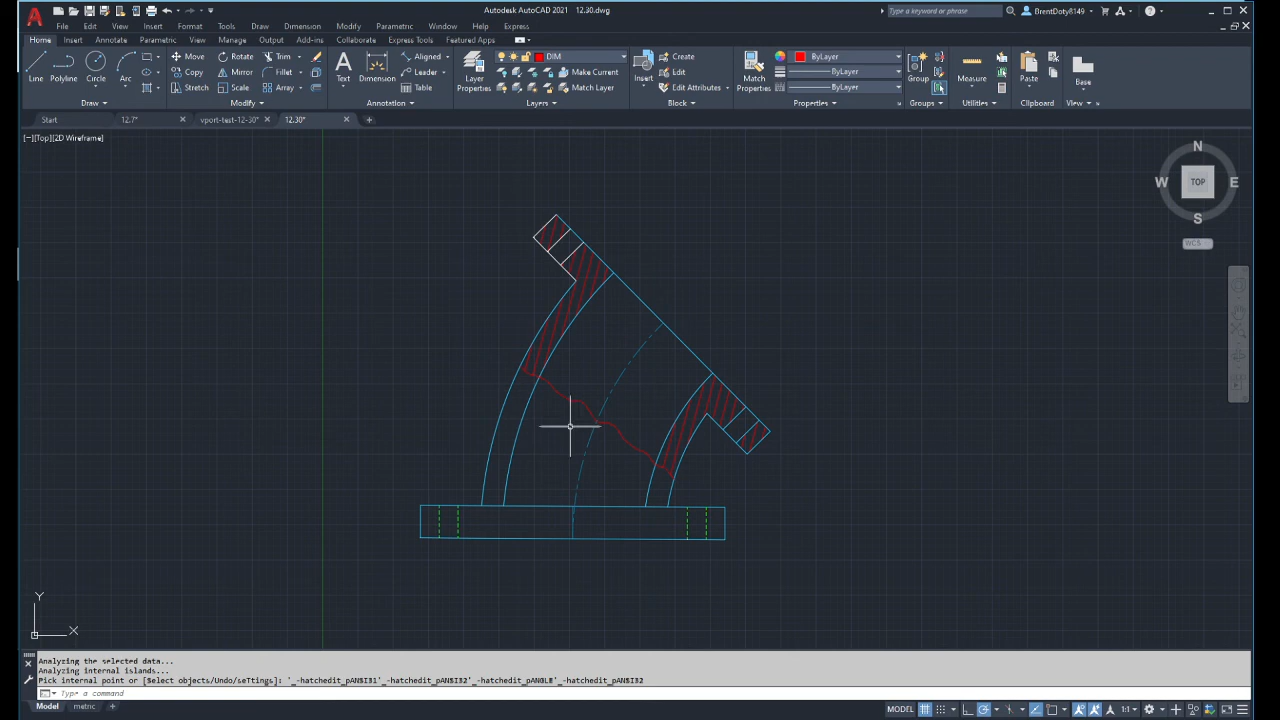 Autodesk AutoCAD 2021 12.30.dwg
Type a keyword or phrase
BrentDoty8149
File Edit View Insert Format Tools Draw Dimension Modify Parametric Window Help Express
Home Insert Annotate Parametric View Manage Output Add-ins Collaborate Express Tools Featured Apps
Line Polyline Circle Arc
Move Rotate Trim
Copy Mirror Fillet
Stretch Scale Array
Text Dimension
Aligned
Leader
Table
Layer Properties
DIM
Make Current
Match Layer
Insert
Create
Edit
Edit Attributes
Match Properties
ByLayer
ByLayer
ByLayer
Group
Measure
Paste
Base
Draw Modify Annotation Layers Block Properties Groups Utilities Clipboard View
Start 12.7* vport-test-12-30* 12.30*
[−][Top][2D Wireframe]
N
W TOP E
S
WCS
Y
X
Analyzing the selected data...
Analyzing internal islands...
Pick internal point or [Select objects/Undo/seTtings]: '_-hatchedit_pANSI31'_-hatchedit_pANSI32'_-hatchedit_pANGLE'_-hatchedit_pANSI32
Type a command
Model metric
MODEL 1:1